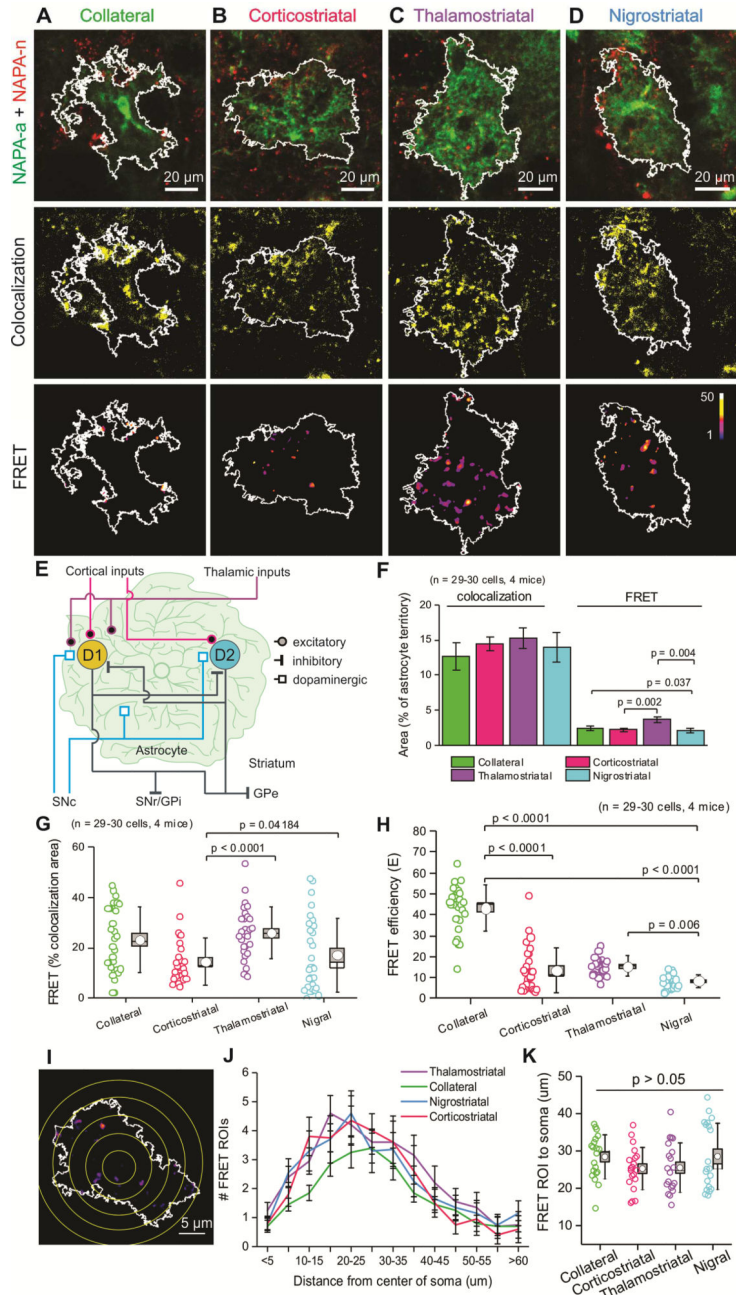 A Collateral
B Corticostriatal
C Thalamostriatal
D Nigrostriatal
NAPA-a + NAPA-n
20 µm
20 µm
20 µm
20 µm
Colocalization
FRET
50
1
E
Cortical inputs
Thalamic inputs
D1
D2
excitatory
inhibitory
dopaminergic
Astrocyte
Striatum
SNc
SNr/GPi
GPe
F
(n = 29-30 cells, 4 mice)
colocalization
FRET
Area (% of astrocyte territory)
20
15
10
5
0
p = 0.004
p = 0.037
p = 0.002
Collateral
Corticostriatal
Thalamostriatal
Nigrostriatal
G
(n = 29-30 cells, 4 mice)
p = 0.04184
p < 0.0001
FRET (% colocalization area)
60
40
20
0
Collateral
Corticostriatal
Thalamostriatal
Nigral
H
(n = 29-30 cells, 4 mice)
p < 0.0001
p < 0.0001
p < 0.0001
p = 0.006
FRET efficiency (E)
80
70
60
50
40
30
20
10
0
Collateral
Corticostriatal
Thalamostriatal
Nigral
I
5 µm
J
Thalamostriatal
Collateral
Nigrostriatal
Corticostriatal
# FRET ROIs
6
5
4
3
2
1
0
<5
10-15
20-25
30-35
40-45
50-55
>60
Distance from center of soma (um)
K
p > 0.05
FRET ROI to soma (um)
50
40
30
20
10
Collateral
Corticostriatal
Thalamostriatal
Nigral